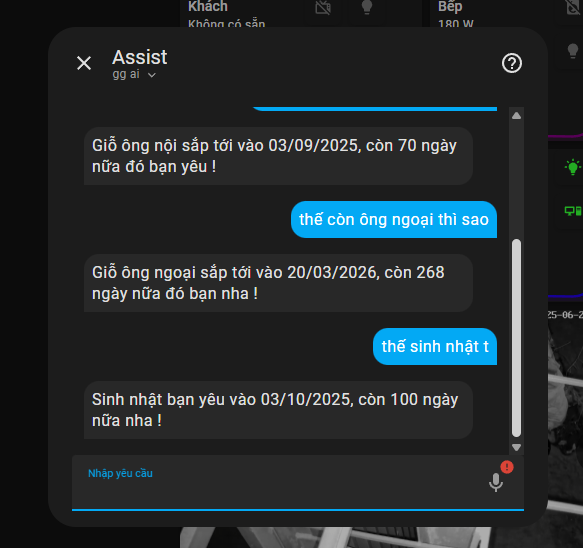 Khách
Không có sẵn
Bếp
180 W
Assist
gg ai
Giỗ ông nội sắp tới vào 03/09/2025, còn 70 ngày
nữa đó bạn yêu !
thế còn ông ngoại thì sao
Giỗ ông ngoại sắp tới vào 20/03/2026, còn 268
ngày nữa đó bạn nha !
thế sinh nhật t
Sinh nhật bạn yêu vào 03/10/2025, còn 100 ngày
nữa nha !
Nhập yêu cầu
25-06-2